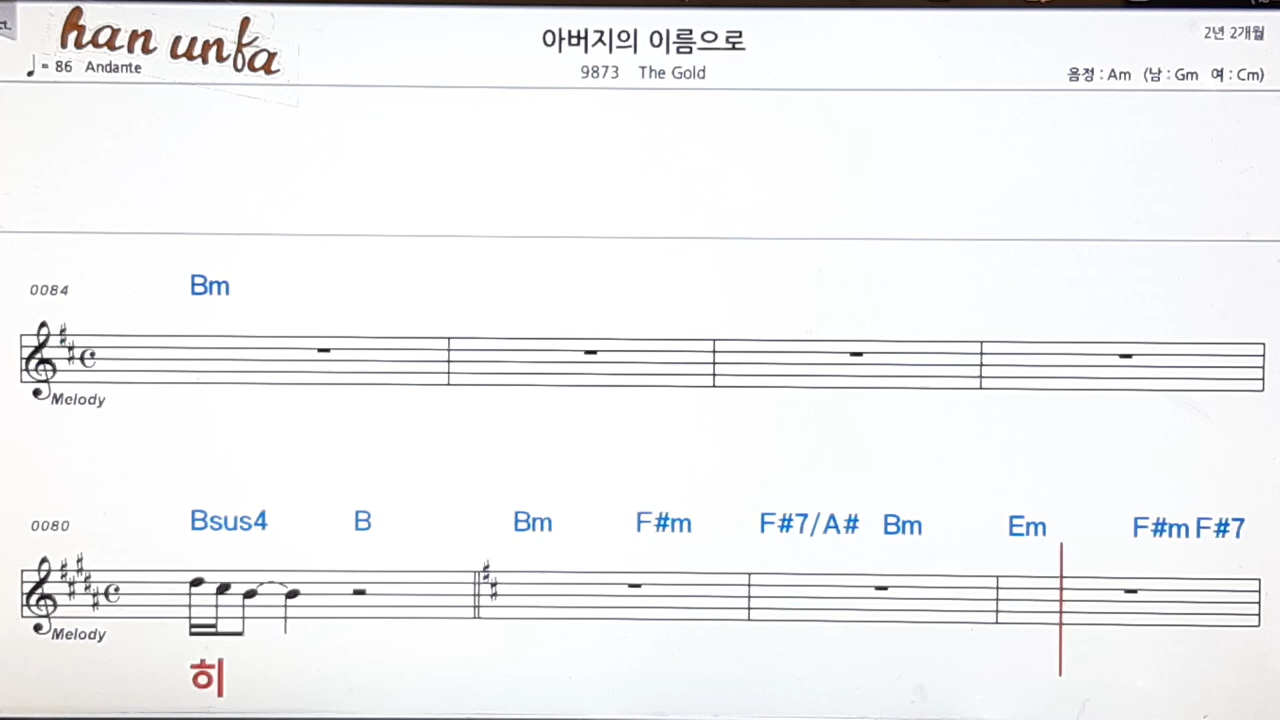 han unfa
♩= 86 Andante
아버지의 이름으로
9873 The Gold
2년 2개월
음정 : Am (남 : Gm 여 : Cm)
0084 Bm
Melody
0080 Bsus4 B Bm F#m F#7/A# Bm Em F#m F#7
Melody
히